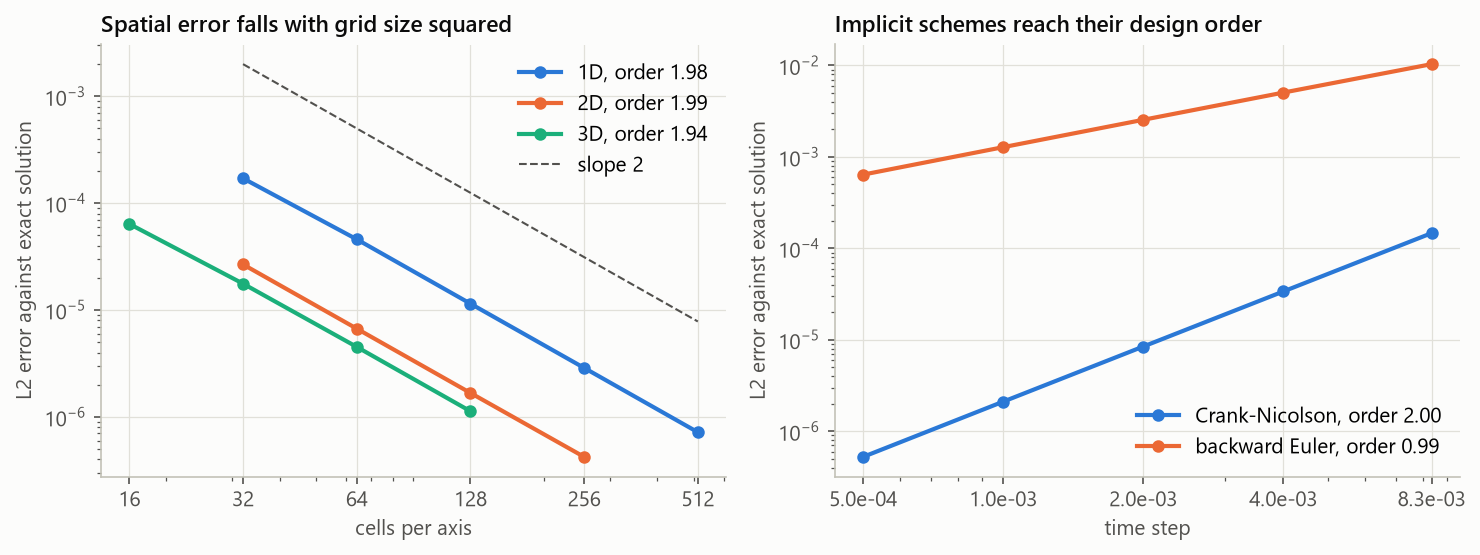 Spatial error falls with grid size squared
L2 error against exact solution
10⁻³
10⁻⁴
10⁻⁵
10⁻⁶
1D, order 1.98
2D, order 1.99
3D, order 1.94
slope 2
16 32 64 128 256 512
cells per axis
Implicit schemes reach their design order
L2 error against exact solution
10⁻²
10⁻³
10⁻⁴
10⁻⁵
10⁻⁶
Crank-Nicolson, order 2.00
backward Euler, order 0.99
5.0e-04 1.0e-03 2.0e-03 4.0e-03 8.3e-03
time step